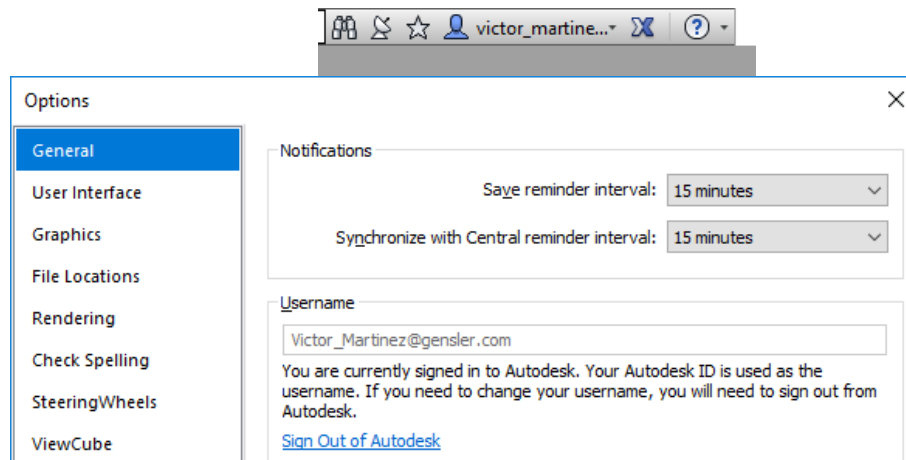 victor_martine...
Options
General
Notifications
User Interface
Save reminder interval: 15 minutes
Graphics
Synchronize with Central reminder interval: 15 minutes
File Locations
Rendering
Username
Victor_Martinez@gensler.com
Check Spelling
You are currently signed in to Autodesk. Your Autodesk ID is used as the
username. If you need to change your username, you will need to sign out from
SteeringWheels
Autodesk.
ViewCube
Sign Out of Autodesk